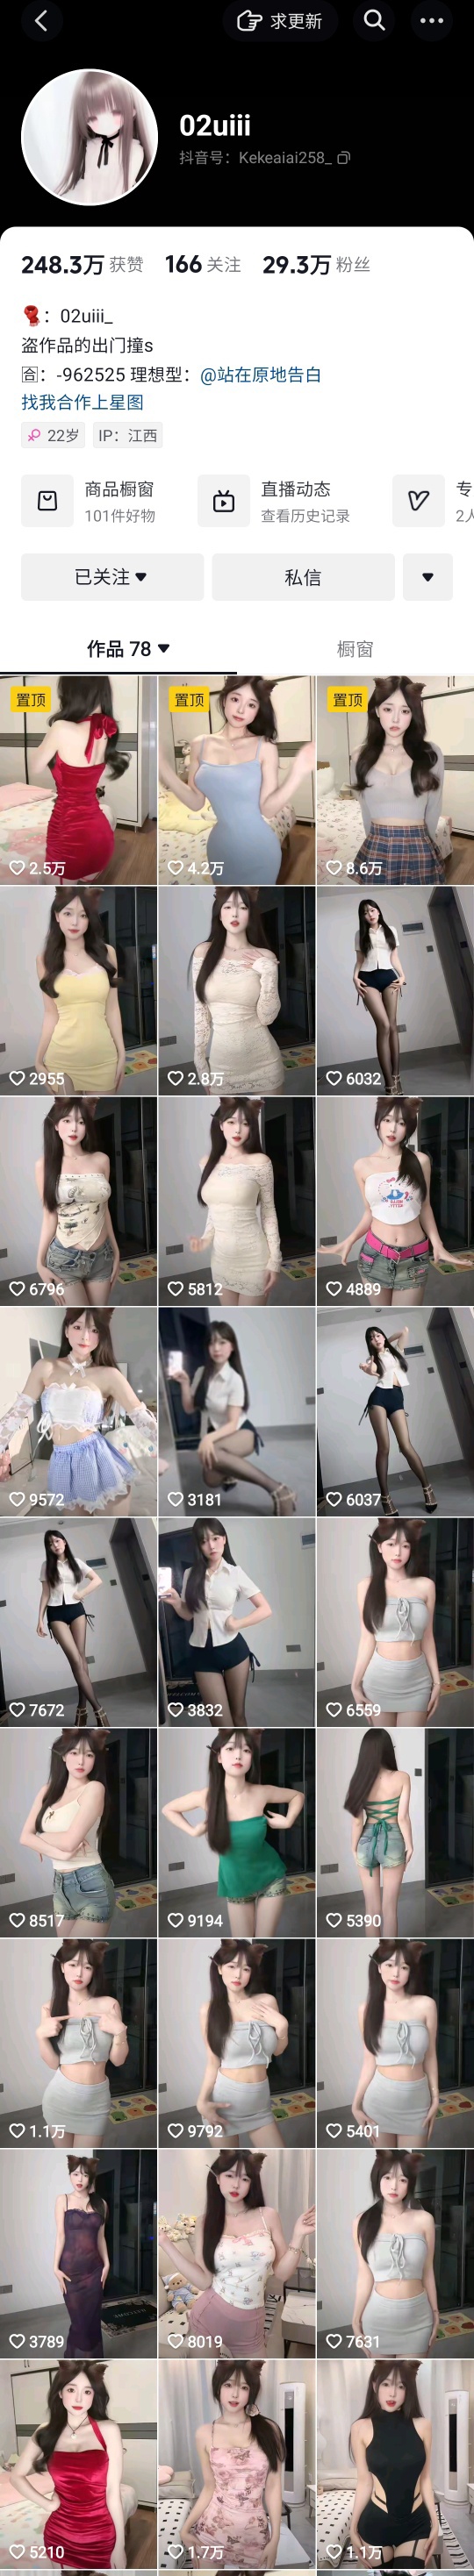 求更新
02uiii
抖音号：Kekeaiai258_
248.3万 获赞 166 关注 29.3万 粉丝
：02uiii_
盗作品的出门撞s
🈴：-962525 理想型：@站在原地告白
找我合作上星图
22岁 IP：江西
商品橱窗 直播动态 专
101件好物 查看历史记录 2人
已关注 私信
作品 78 橱窗
置顶 置顶 置顶
2.5万 4.2万 8.6万
2955 2.8万 6032
6796 5812 4889
9572 3181 6037
7672 3832 6559
8517 9194 5390
1.1万 9792 5401
3789 8019 7631
5210 1.7万 1.1万